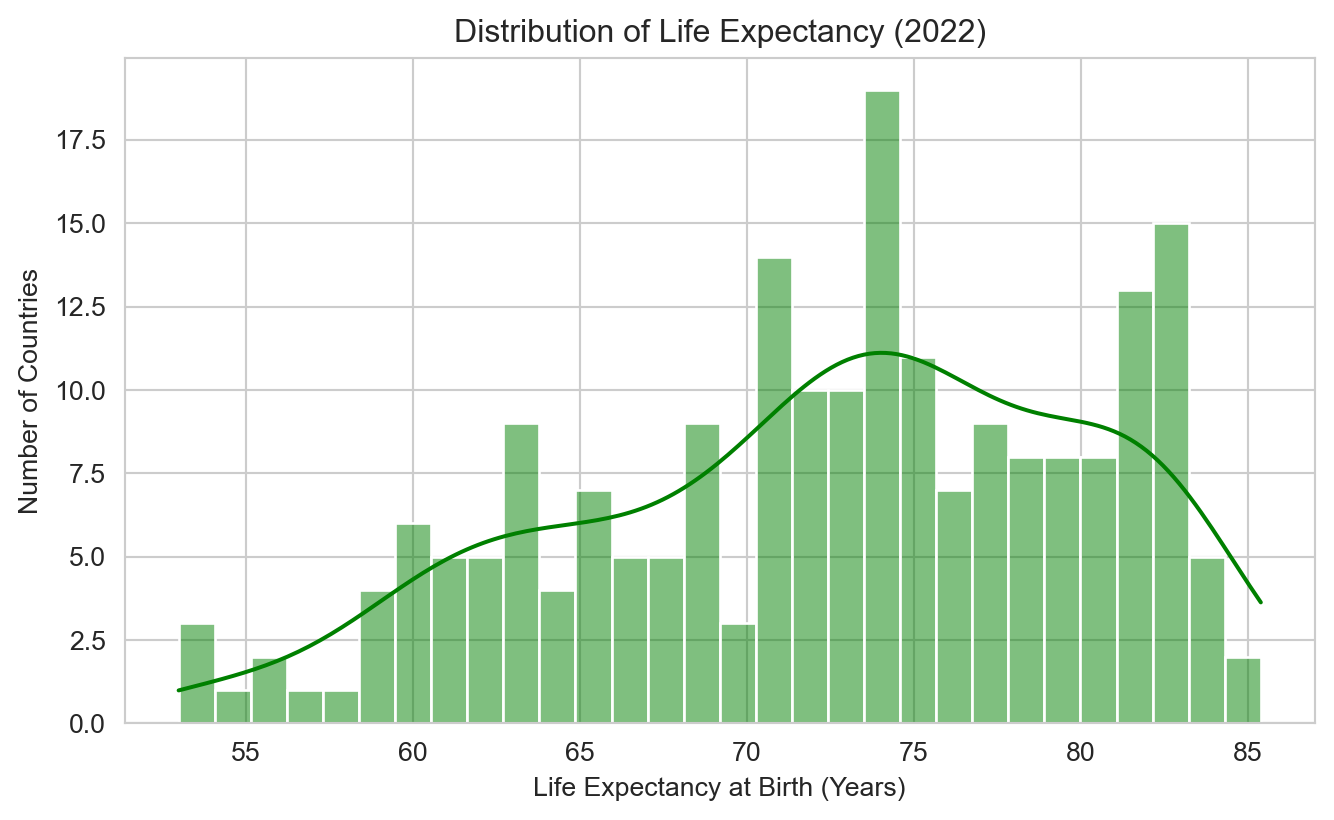 Distribution of Life Expectancy (2022)
Number of Countries
17.5
15.0
12.5
10.0
7.5
5.0
2.5
0.0
55 60 65 70 75 80 85
Life Expectancy at Birth (Years)